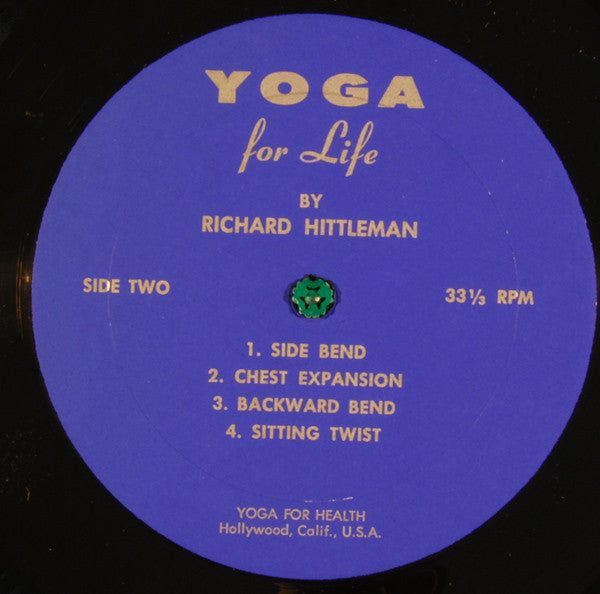 YOGA
for Life
BY
RICHARD HITTLEMAN
SIDE TWO
33⅓ RPM
1. SIDE BEND
2. CHEST EXPANSION
3. BACKWARD BEND
4. SITTING TWIST
YOGA FOR HEALTH
Hollywood, Calif., U.S.A.